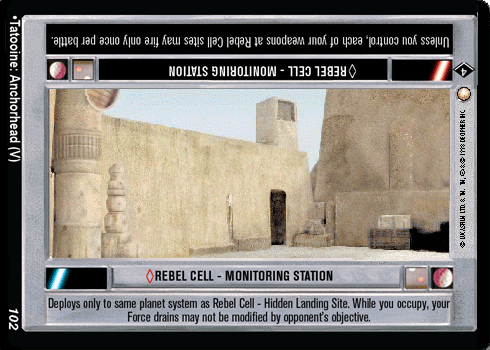 Unless you control, each of your weapons at Rebel Cell sites may fire only once per battle.
◊REBEL CELL - MONITORING STATION
4
•Tatooine: Anchorhead (V)
102
◊REBEL CELL - MONITORING STATION
Deploys only to same planet system as Rebel Cell - Hidden Landing Site. While you occupy, your
Force drains may not be modified by opponent's objective.